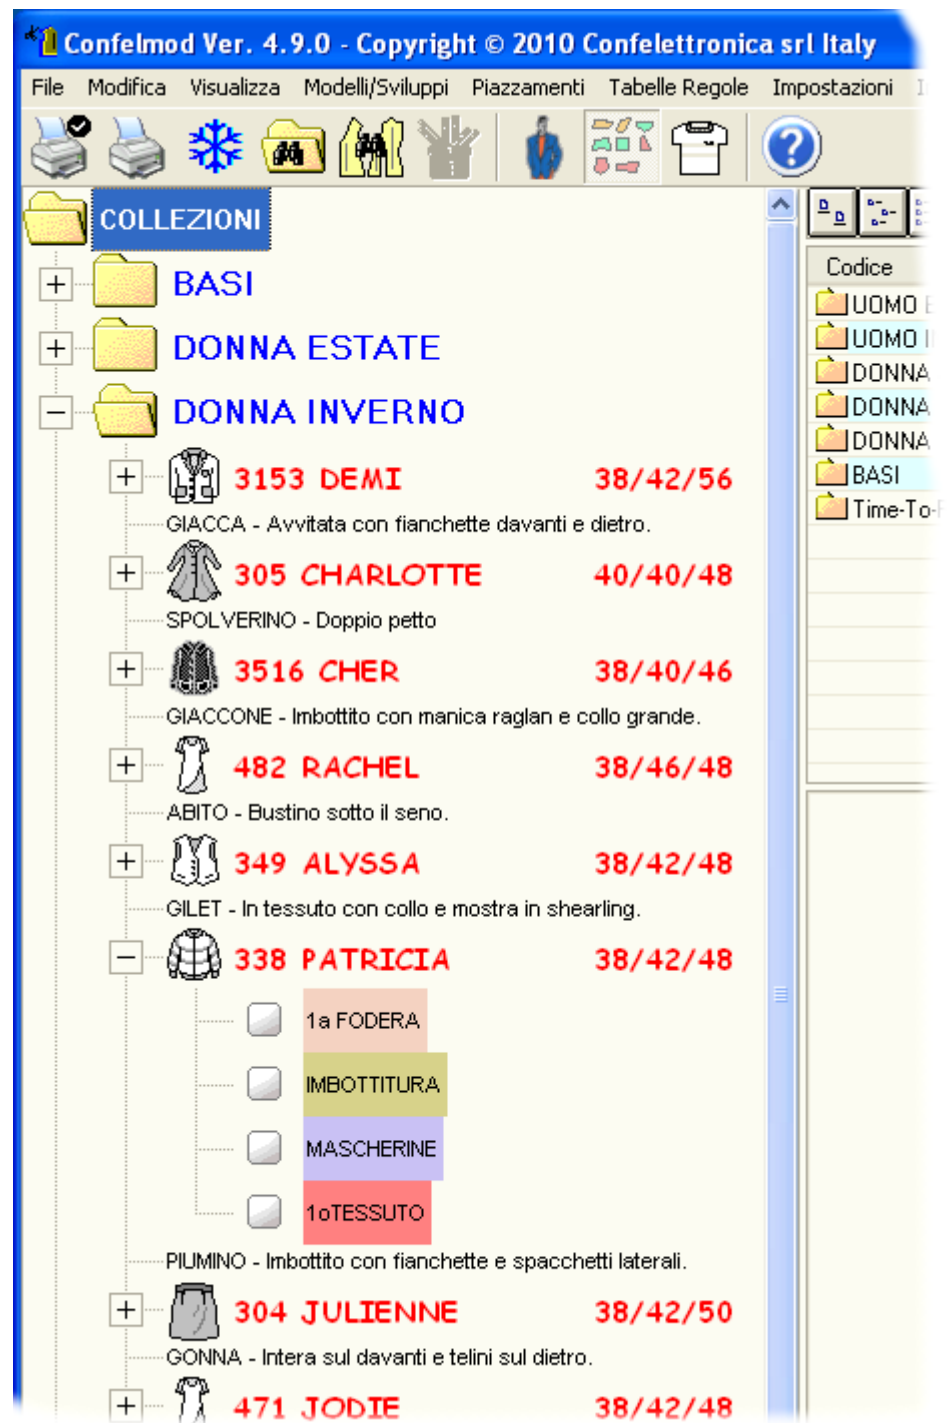 Confelmod Ver. 4.9.0 - Copyright © 2010 Confelettronica srl Italy
File Modifica Visualizza Modelli/Sviluppi Piazzamenti Tabelle Regole Impostazioni
COLLEZIONI
BASI
DONNA ESTATE
DONNA INVERNO
3153 DEMI 38/42/56
GIACCA - Avvitata con fianchette davanti e dietro.
305 CHARLOTTE 40/40/48
SPOLVERINO - Doppio petto
3516 CHER 38/40/46
GIACCONE - Imbottito con manica raglan e collo grande.
482 RACHEL 38/46/48
ABITO - Bustino sotto il seno.
349 ALYSSA 38/42/48
GILET - In tessuto con collo e mostra in shearling.
338 PATRICIA 38/42/48
1a FODERA
IMBOTTITURA
MASCHERINE
1oTESSUTO
PIUMINO - Imbottito con fianchette e spacchetti laterali.
304 JULIENNE 38/42/50
GONNA - Intera sul davanti e telini sul dietro.
471 JODIE 38/42/48
Codice
UOMO
UOMO
DONNA
DONNA
DONNA
BASI
Time-To-